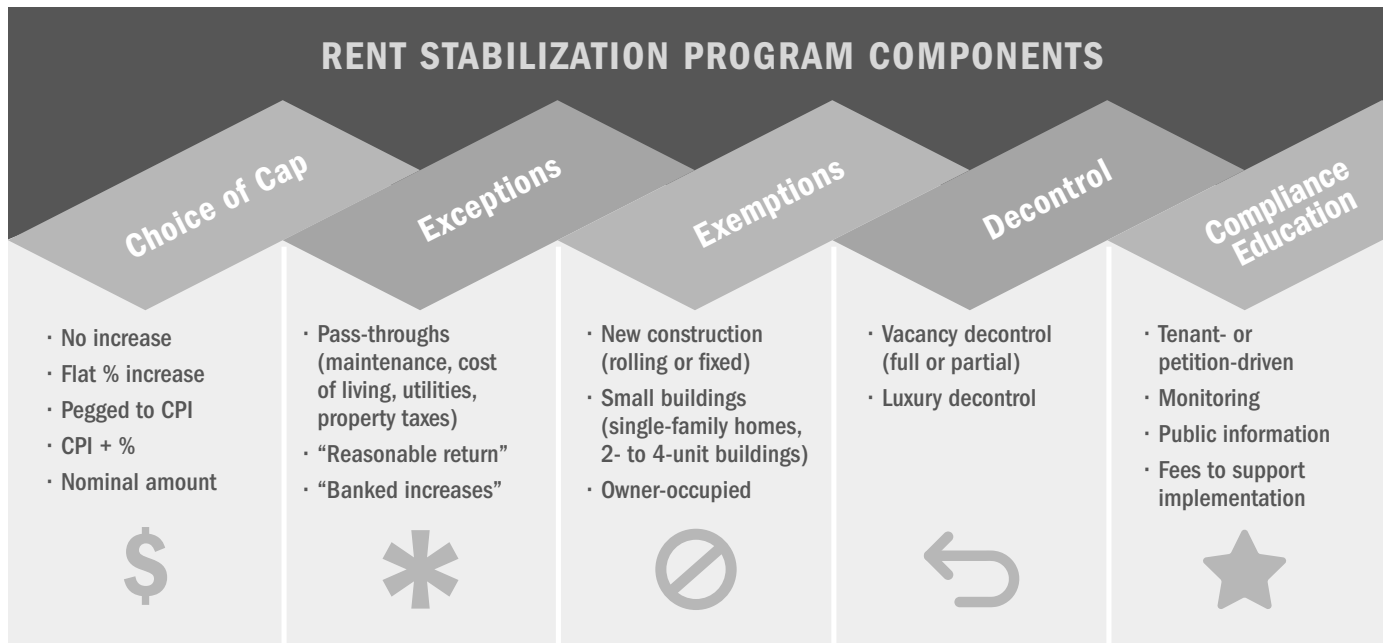 RENT STABILIZATION PROGRAM COMPONENTS
Choice of Cap
· No increase
· Flat % increase
· Pegged to CPI
· CPI + %
· Nominal amount
$
Exceptions
· Pass-throughs
(maintenance, cost
of living, utilities,
property taxes)
· “Reasonable return”
· “Banked increases”
Exemptions
· New construction
(rolling or fixed)
· Small buildings
(single-family homes,
2- to 4-unit buildings)
· Owner-occupied
Decontrol
· Vacancy decontrol
(full or partial)
· Luxury decontrol
Compliance
Education
· Tenant- or
petition-driven
· Monitoring
· Public information
· Fees to support
implementation